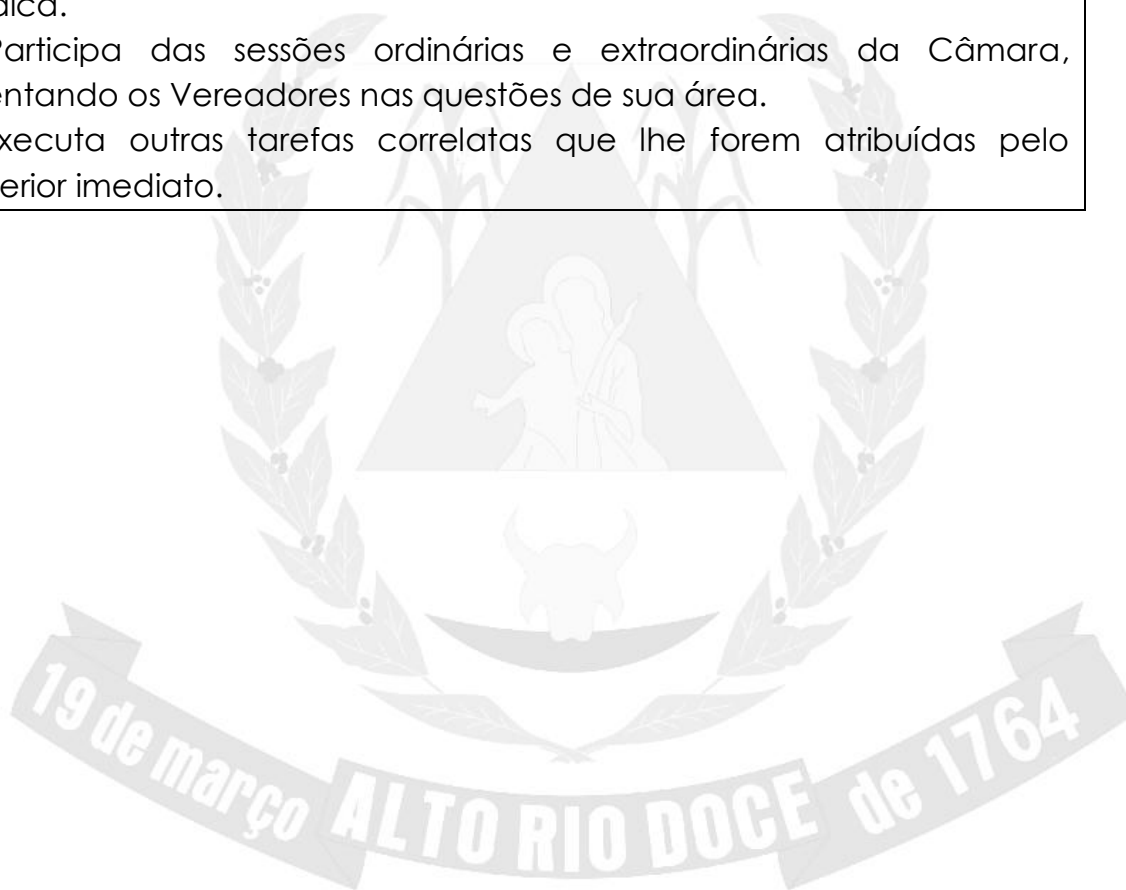 Participa das sessões ordinárias e extraordinárias da Câmara,
entando os Vereadores nas questões de sua área.
xecuta outras tarefas correlatas que lhe forem atribuídas pelo
erior imediato.
19 de março ALTO RIO DOCE de 1764